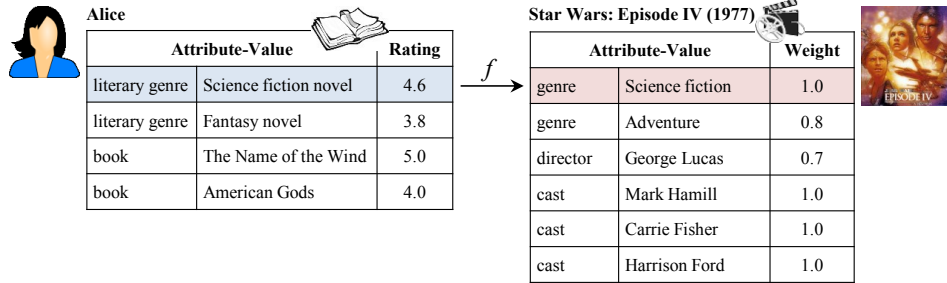 Alice
Attribute-Value Rating
literary genre Science fiction novel 4.6
literary genre Fantasy novel 3.8
book The Name of the Wind 5.0
book American Gods 4.0
f
Star Wars: Episode IV (1977)
Attribute-Value Weight
genre Science fiction 1.0
genre Adventure 0.8
director George Lucas 0.7
cast Mark Hamill 1.0
cast Carrie Fisher 1.0
cast Harrison Ford 1.0
EPISODE IV